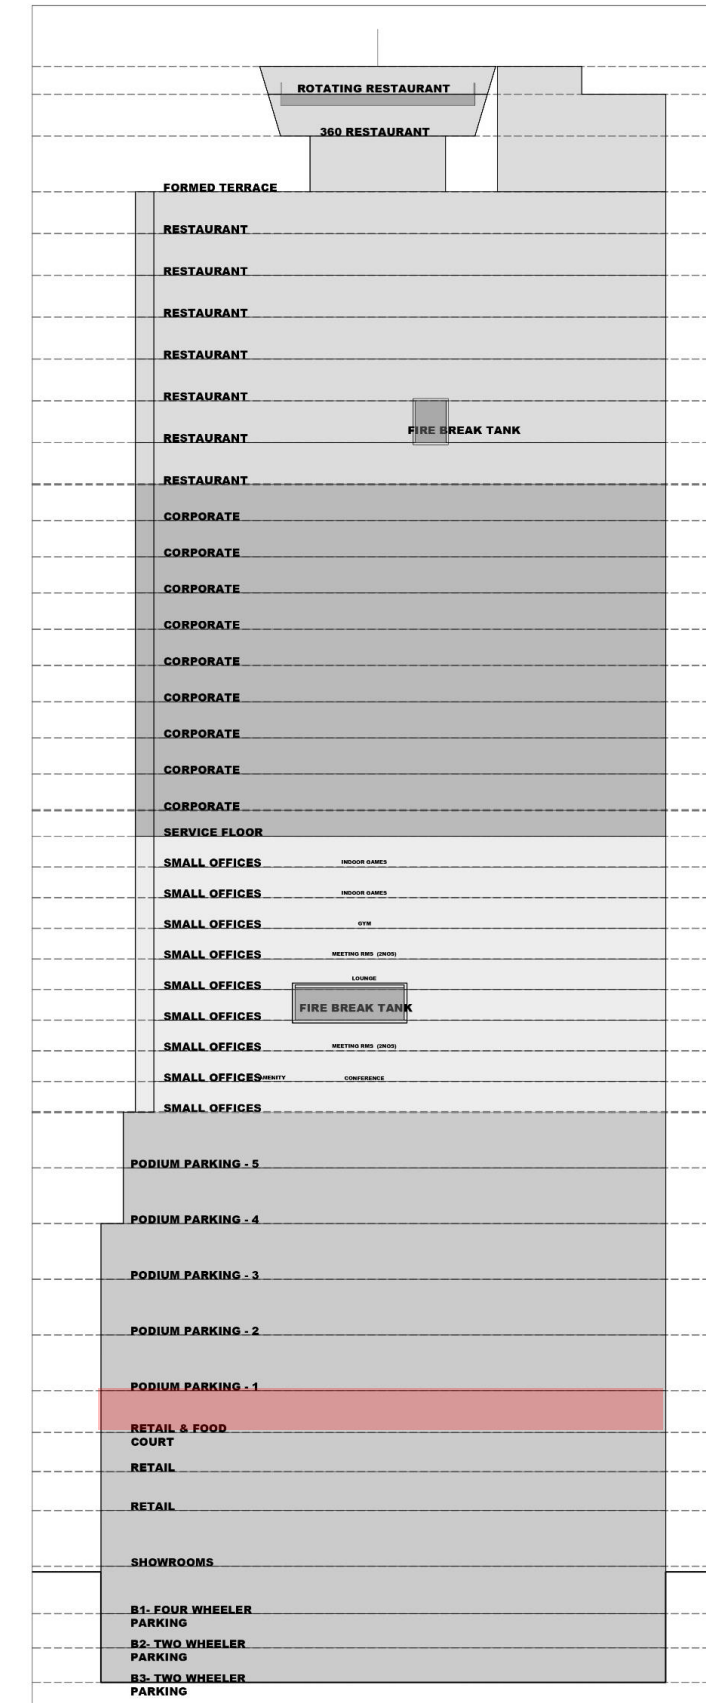 ROTATING RESTAURANT
360 RESTAURANT
FORMED TERRACE
RESTAURANT
RESTAURANT
RESTAURANT
RESTAURANT
RESTAURANT
FIRE BREAK TANK
RESTAURANT
RESTAURANT
CORPORATE
CORPORATE
CORPORATE
CORPORATE
CORPORATE
CORPORATE
CORPORATE
CORPORATE
CORPORATE
SERVICE FLOOR
SMALL OFFICES INDOOR GAMES
SMALL OFFICES INDOOR GAMES
SMALL OFFICES GYM
SMALL OFFICES MEETING RMS (2NOS)
LOUNGE
SMALL OFFICES
FIRE BREAK TANK
SMALL OFFICES
SMALL OFFICES MEETING RMS (2NOS)
SMALL OFFICES AMENITY CONFERENCE
SMALL OFFICES
PODIUM PARKING - 5
PODIUM PARKING - 4
PODIUM PARKING - 3
PODIUM PARKING - 2
PODIUM PARKING - 1
RETAIL & FOOD
COURT
RETAIL
RETAIL
SHOWROOMS
B1- FOUR WHEELER
PARKING
B2- TWO WHEELER
PARKING
B3- TWO WHEELER
PARKING